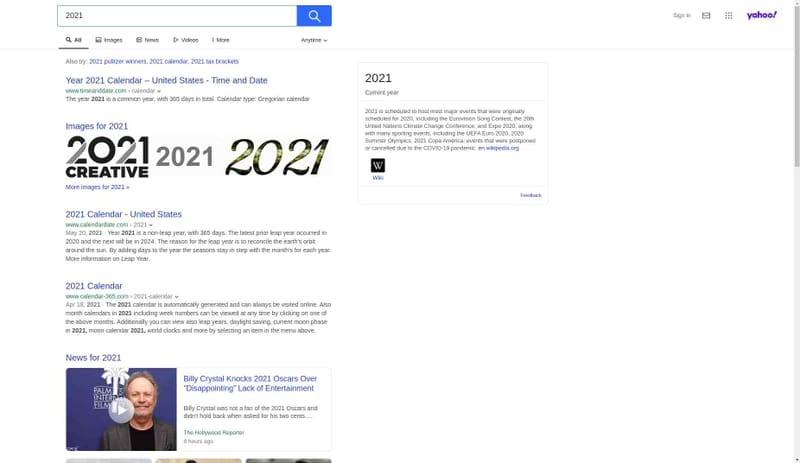 2021
Sign In
yahoo!
All
Images
News
Videos
More
Anytime
Also try: 2021 pulitzer winners, 2021 calendar, 2021 tax brackets
Year 2021 Calendar – United States - Time and Date
www.timeanddate.com › calendar
The year 2021 is a common year, with 365 days in total. Calendar type: Gregorian calendar
Images for 2021
2021
CREATIVE
2021
2021
More images for 2021 »
2021 Calendar - United States
www.calendardate.com › 2021
May 20, 2021 · Year 2021 is a non-leap year, with 365 days. The latest prior leap year occurred in
2020 and the next will be in 2024. The reason for the leap year is to reconcile the earth's orbit
around the sun. By adding days to the year the seasons stay in step with the month's for each year.
More information on Leap Year.
2021 Calendar
www.calendar-365.com › 2021-calendar
Apr 18, 2021 · The 2021 calendar is automatically generated and can always be visited online. Also
month calendars in 2021 including week numbers can be viewed at any time by clicking on one of
the above months. Additionally you can view also leap years, daylight saving, current moon phase
in 2021, moon calendar 2021, world clocks and more by selecting an item in the menu above.
News for 2021
PALM
INTERN
FILM
Billy Crystal Knocks 2021 Oscars Over
“Disappointing” Lack of Entertainment
Billy Crystal was not a fan of the 2021 Oscars and
didn't hold back when asked for his two cents....
The Hollywood Reporter
8 hours ago
2021
Current year
2021 is scheduled to host most major events that were originally
scheduled for 2020, including the Eurovision Song Contest, the 26th
United Nations Climate Change Conference, and Expo 2020, along
with many sporting events, including the UEFA Euro 2020, 2020
Summer Olympics, 2021 Copa América, events that were postponed
or cancelled due to the COVID-19 pandemic. en.wikipedia.org
W
Wiki
Feedback